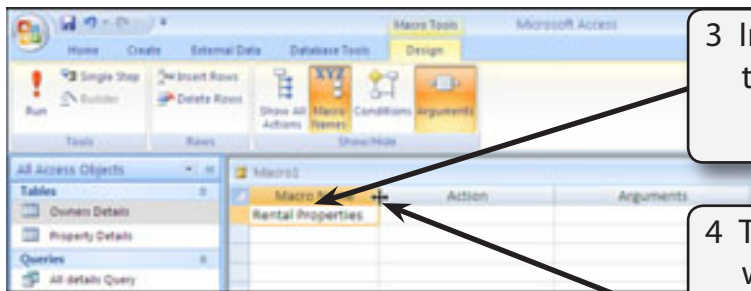 Macro Tools
Microsoft Access
Home Create External Data Database Tools Design
Run
Single Step
Builder
Insert Rows
Delete Rows
Show All Actions
XYZ
Macro Names
Conditions
Arguments
Tools
Rows
Show/Hide
All Access Objects
Macro1
Tables
Macro
Action
Arguments
Owners Details
Rental Properties
Property Details
Queries
All details Query
3 I
t
4 T